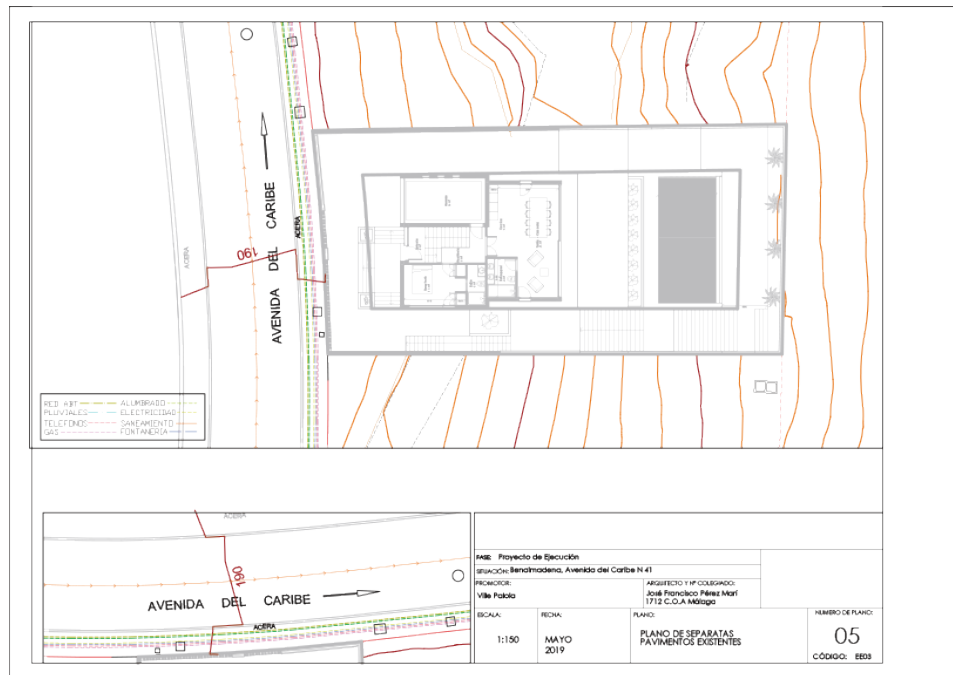 ACERA
190
AVENIDA DEL CARIBE
ACERA
RED ABT
ALUMBRADO
PLUVIALES
ELECTRICIDAD
TELEFONOS
SANEAMIENTO
GAS
FONTANERIA
ACERA
190
AVENIDA DEL CARIBE
ACERA
FASE: Proyecto de Ejecución
SITUACIÓN: Benalmadena, Avenida del Caribe N 41
PROMOTOR:
Ville Palola
ARQUITECTO Y Nº COLEGIADO:
José Francisco Pérez Marí
1712 C.O.A Málaga
ESCALA:
1:150
FECHA:
MAYO
2019
PLANO:
PLANO DE SEPARATAS
PAVIMENTOS EXISTENTES
NUMERO DE PLANO:
05
CÓDIGO: EE03